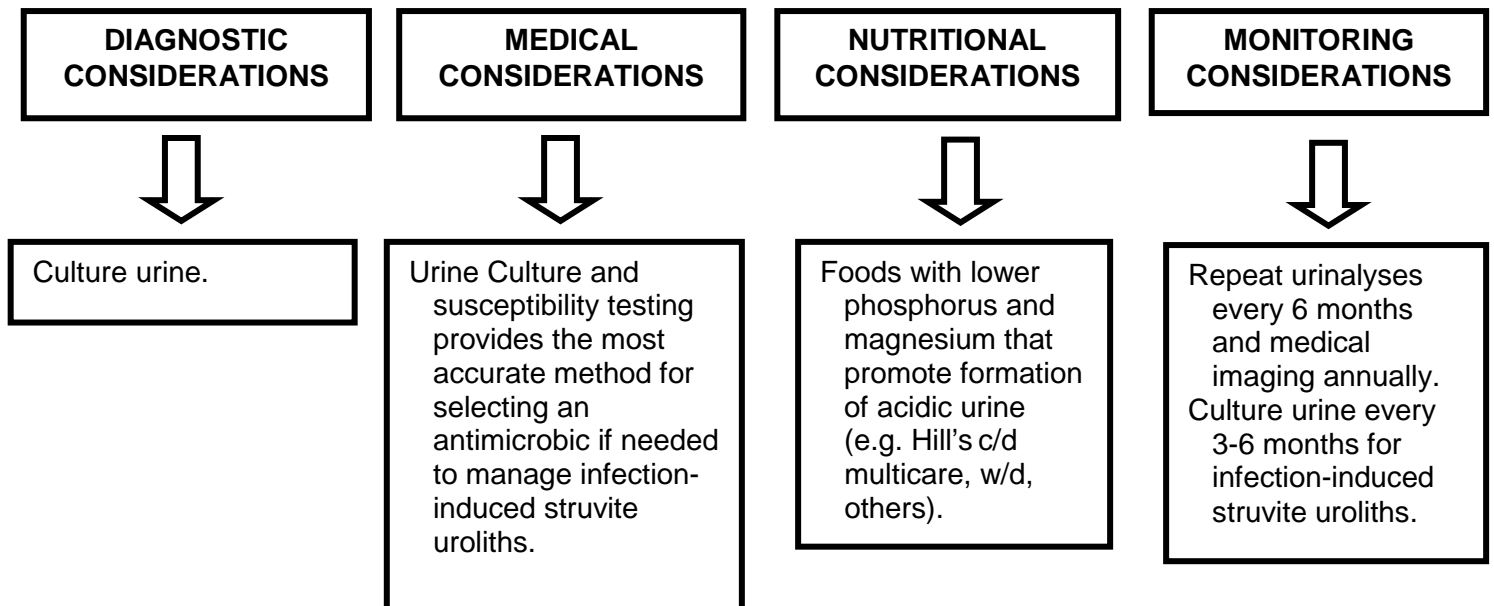 DIAGNOSTIC
CONSIDERATIONS
MEDICAL
CONSIDERATIONS
NUTRITIONAL
CONSIDERATIONS
MONITORING
CONSIDERATIONS
Culture urine.
Urine Culture and
susceptibility testing
provides the most
accurate method for
selecting an
antimicrobic if needed
to manage infection-
induced struvite
uroliths.
Foods with lower
phosphorus and
magnesium that
promote formation
of acidic urine
(e.g. Hill's c/d
multicare, w/d,
others).
Repeat urinalyses
every 6 months
and medical
imaging annually.
Culture urine every
3-6 months for
infection-induced
struvite uroliths.